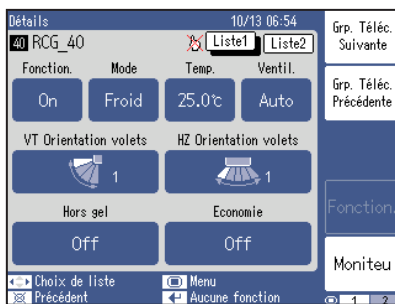 Détails 10/13 06:54
40 RCG_40 Liste1 Liste2
Fonction. Mode Temp. Ventil.
On Froid 25.0℃ Auto
VT Orientation volets HZ Orientation volets
1 1
Hors gel Economie
Off Off
Choix de liste Menu
Précédent Aucune fonction
Grp. Téléc.
Suivante
Grp. Téléc.
Précédente
Fonction.
Moniteu
1 2